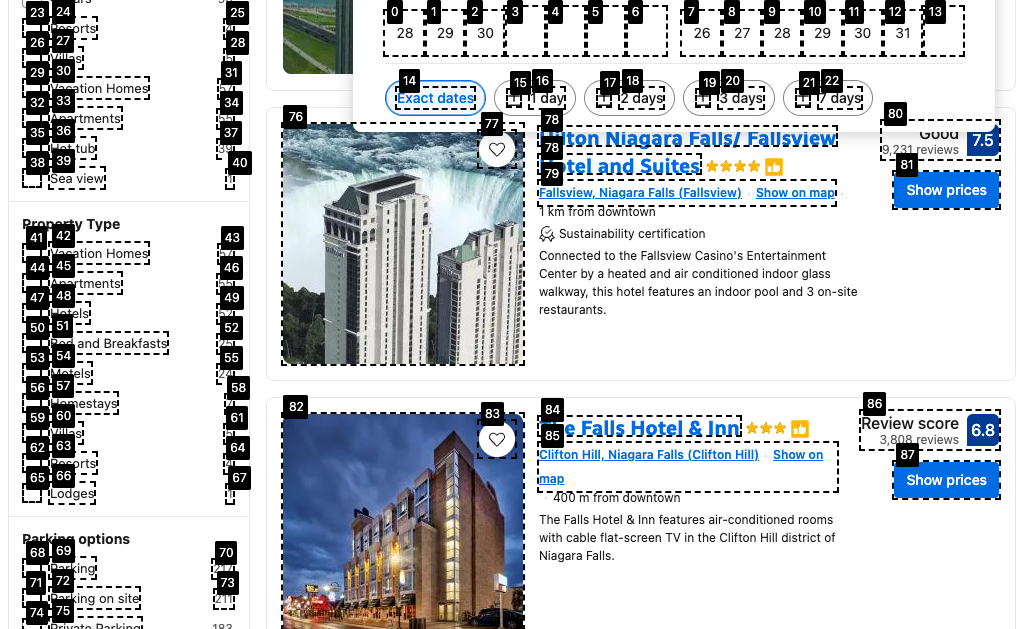 28 29 30 26 27 28 29 30 31
Exact dates 1 day 2 days 3 days 7 days
Resorts
Villas
Vacation Homes 57
Apartments 55
Hot tub 39
Sea view 1
Property Type
Vacation Homes 57
Apartments 55
Hotels 52
Bed and Breakfasts 25
Motels 24
Homestays
Villas
Resorts
Lodges 1
Parking options
Parking 217
Parking on site 211
Private Parking 183
Hilton Niagara Falls/ Fallsview
Hotel and Suites
Fallsview, Niagara Falls (Fallsview) Show on map
1 km from downtown
Sustainability certification
Connected to the Fallsview Casino's Entertainment
Center by a heated and air conditioned indoor glass
walkway, this hotel features an indoor pool and 3 on-site
restaurants.
Good 7.5
9,231 reviews
Show prices
The Falls Hotel & Inn
Clifton Hill, Niagara Falls (Clifton Hill) Show on
map
400 m from downtown
The Falls Hotel & Inn features air-conditioned rooms
with cable flat-screen TV in the Clifton Hill district of
Niagara Falls.
Review score 6.8
3,808 reviews
Show prices
0 1 2 3 4 5 6 7 8 9 10 11 12 13
14 15 16 17 18 19 20 21 22
23 24 25
26 27 28
29 30 31
32 33 34
35 36 37
38 39 40
41 42 43
44 45 46
47 48 49
50 51 52
53 54 55
56 57 58
59 60 61
62 63 64
65 66 67
68 69 70
71 72 73
74 75
76 77 78 78 79 80 81
82 83 84 85 86 87